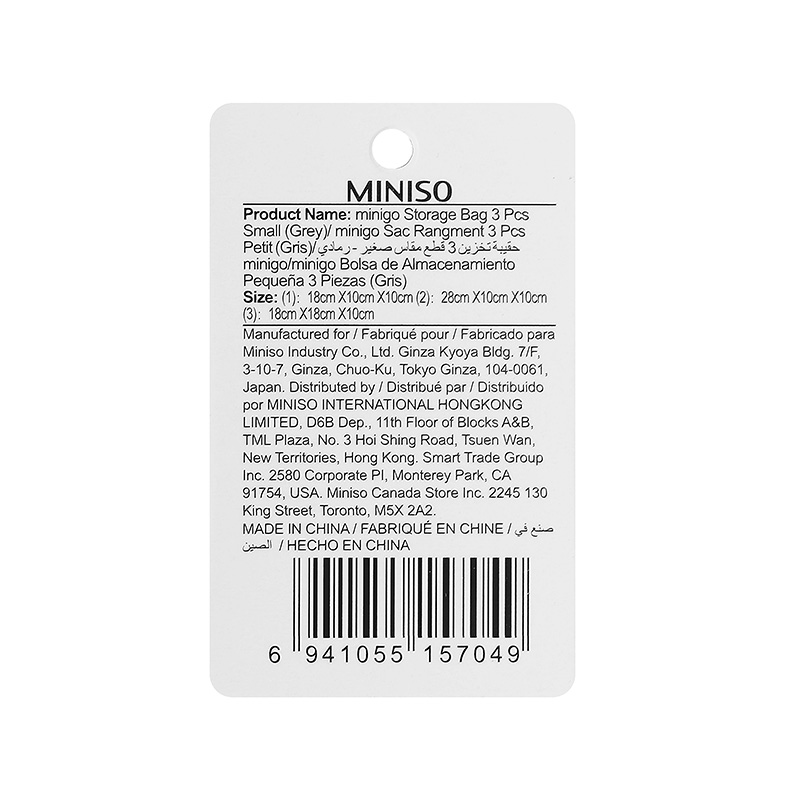 MINISO
Product Name: minigo Storage Bag 3 Pcs
Small (Grey)/ minigo Sac Rangment 3 Pcs
Petit (Gris)/حقيبة تخزين 3 قطع مقاس صغير - رمادي
minigo/minigo Bolsa de Almacenamiento
Pequeña 3 Piezas (Gris)
Size: (1): 18cm X10cm X10cm (2): 28cm X10cm X10cm
(3): 18cm X18cm X10cm
Manufactured for / Fabriqué pour / Fabricado para
Miniso Industry Co., Ltd. Ginza Kyoya Bldg. 7/F,
3-10-7, Ginza, Chuo-Ku, Tokyo Ginza, 104-0061,
Japan. Distributed by / Distribué par / Distribuido
por MINISO INTERNATIONAL HONGKONG
LIMITED, D6B Dep., 11th Floor of Blocks A&B,
TML Plaza, No. 3 Hoi Shing Road, Tsuen Wan,
New Territories, Hong Kong. Smart Trade Group
Inc. 2580 Corporate Pl, Monterey Park, CA
91754, USA. Miniso Canada Store Inc. 2245 130
King Street, Toronto, M5X 2A2.
MADE IN CHINA / FABRIQUÉ EN CHINE / صنع في
الصين / HECHO EN CHINA
6 941055 157049